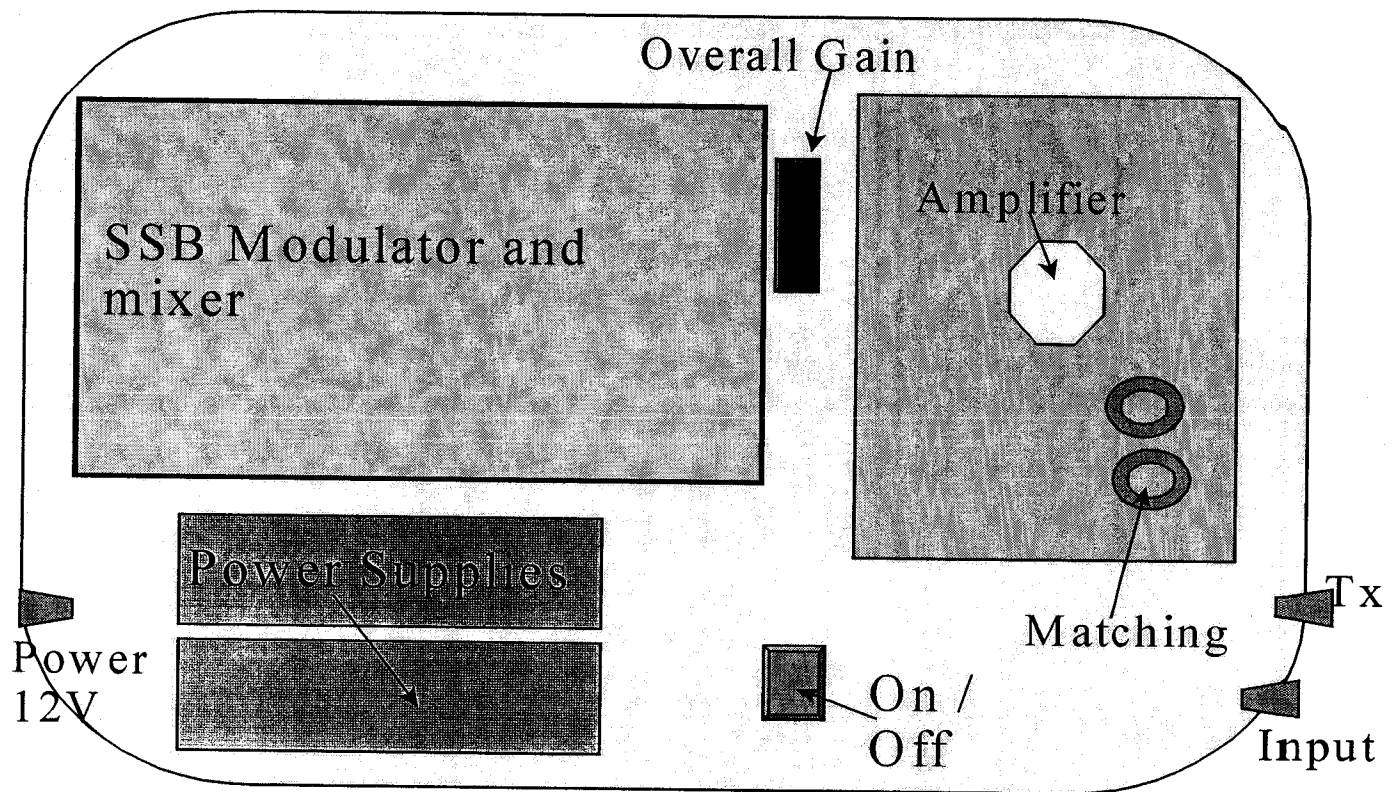 Overall Gain
Amplifier
SSB Modulator and
mixer
Power Supplies
Tx
Matching
Power
12V
On /
Off
Input